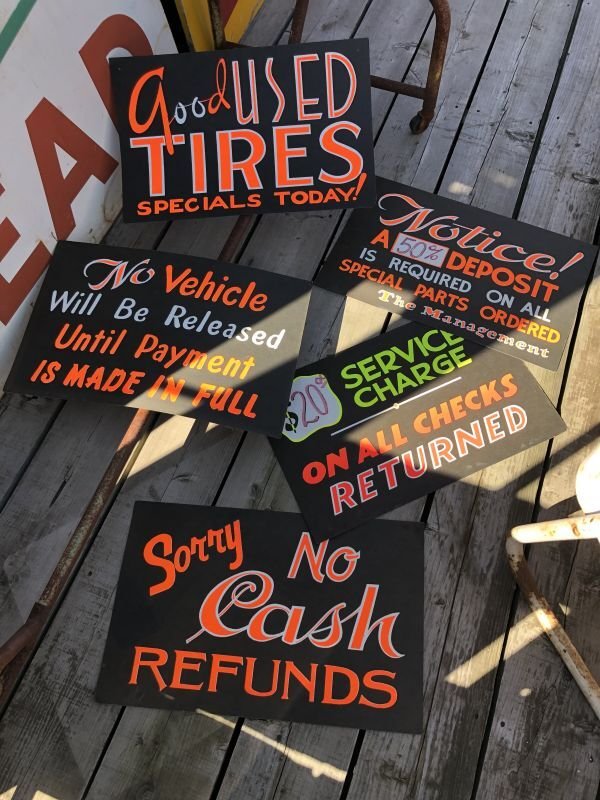 EA
Good USED
TIRES
SPECIALS TODAY!
Notice!
A 50% DEPOSIT
IS REQUIRED ON ALL
SPECIAL PARTS ORDERED
The Management
No Vehicle
Will Be Released
Until Payment
IS MADE IN FULL
$20⁰⁰ SERVICE
CHARGE
ON ALL CHECKS
RETURNED
Sorry No
Cash
REFUNDS